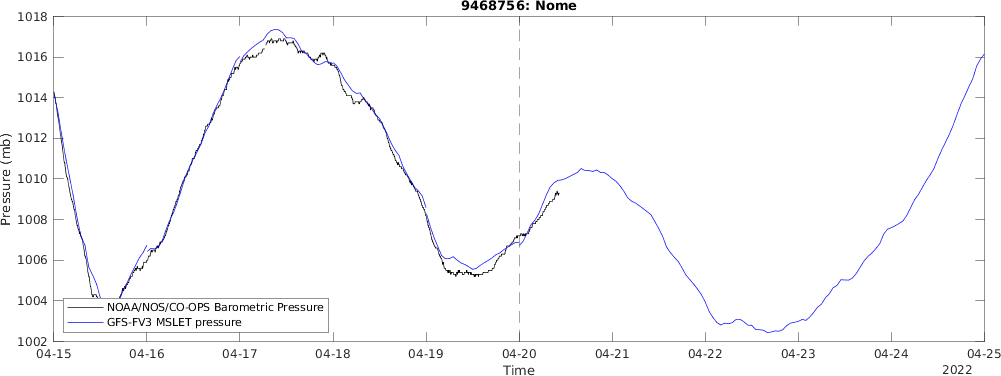 9468756: Nome
1018
1016
1014
1012
1010
1008
1006
1004
1002
Pressure (mb)
NOAA/NOS/CO-OPS Barometric Pressure
GFS-FV3 MSLET pressure
04-15 04-16 04-17 04-18 04-19 04-20 04-21 04-22 04-23 04-24 04-25
Time
2022